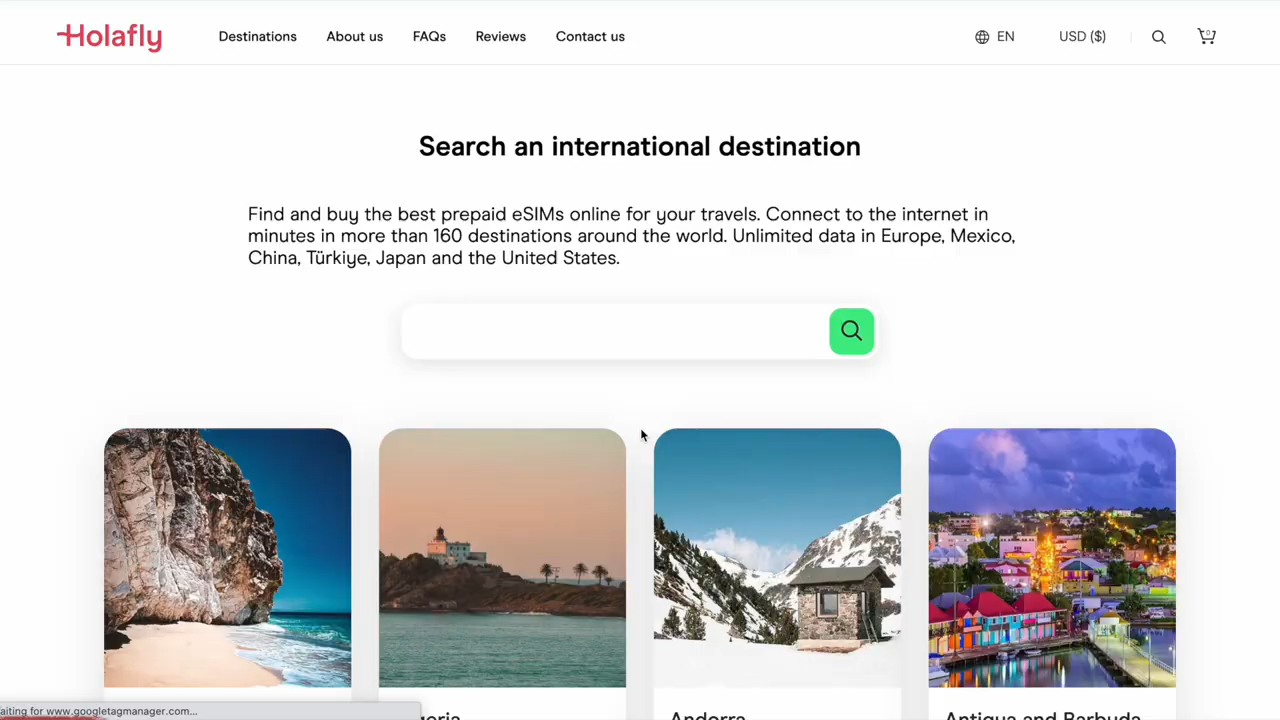 Holafly
Destinations
About us
FAQs
Reviews
Contact us
EN
USD ($)
0
Search an international destination
Find and buy the best prepaid eSIMs online for your travels. Connect to the internet in
minutes in more than 160 destinations around the world. Unlimited data in Europe, Mexico,
China, Türkiye, Japan and the United States.
Andorra
Antigua and Barbuda
for www.googletagmanager.com...